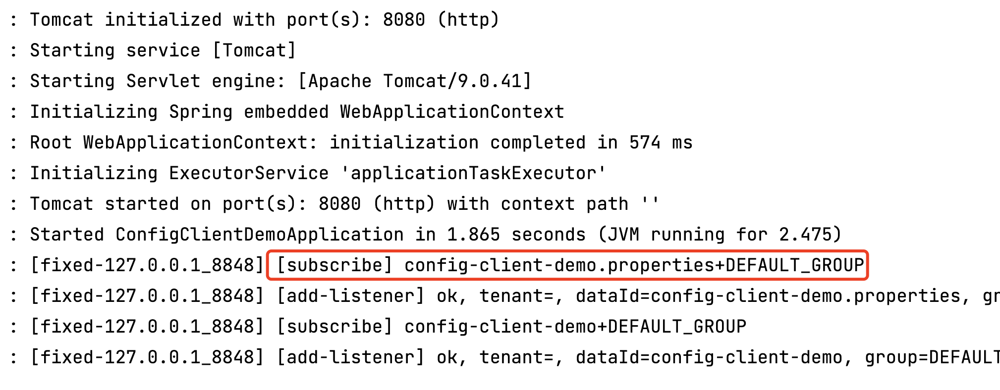 : Tomcat initialized with port(s): 8080 (http)
: Starting service [Tomcat]
: Starting Servlet engine: [Apache Tomcat/9.0.41]
: Initializing Spring embedded WebApplicationContext
: Root WebApplicationContext: initialization completed in 574 ms
: Initializing ExecutorService 'applicationTaskExecutor'
: Tomcat started on port(s): 8080 (http) with context path ''
: Started ConfigClientDemoApplication in 1.865 seconds (JVM running for 2.475)
: [fixed-127.0.0.1_8848] [subscribe] config-client-demo.properties+DEFAULT_GROUP
: [fixed-127.0.0.1_8848] [add-listener] ok, tenant=, dataId=config-client-demo.properties, gr
: [fixed-127.0.0.1_8848] [subscribe] config-client-demo+DEFAULT_GROUP
: [fixed-127.0.0.1_8848] [add-listener] ok, tenant=, dataId=config-client-demo, group=DEFAULT